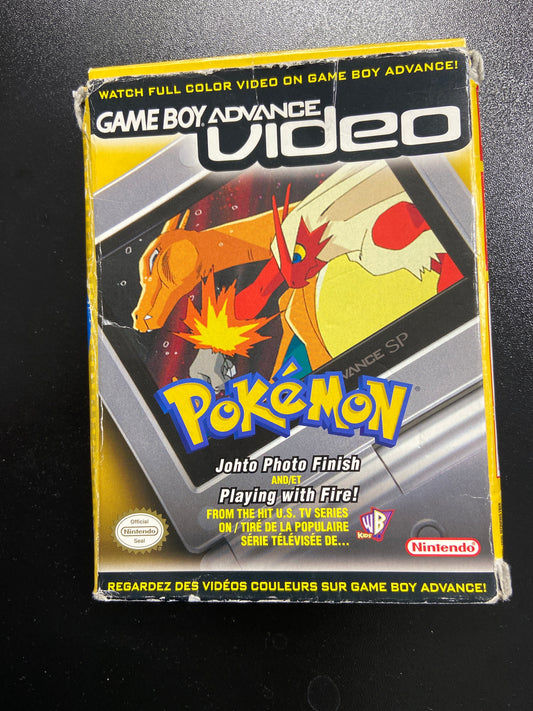 WATCH FULL COLOR VIDEO ON GAME BOY ADVANCE!
GAME BOY ADVANCE
video
ADVANCE SP
POKéMON®
Johto Photo Finish
AND/ET
Playing with Fire!
FROM THE HIT U.S. TV SERIES
ON / TIRÉ DE LA POPULAIRE
SÉRIE TÉLÉVISÉE DE...
WB
KIDS
Official
Nintendo
Seal
Nintendo
REGARDEZ DES VIDÉOS COULEURS SUR GAME BOY ADVANCE!